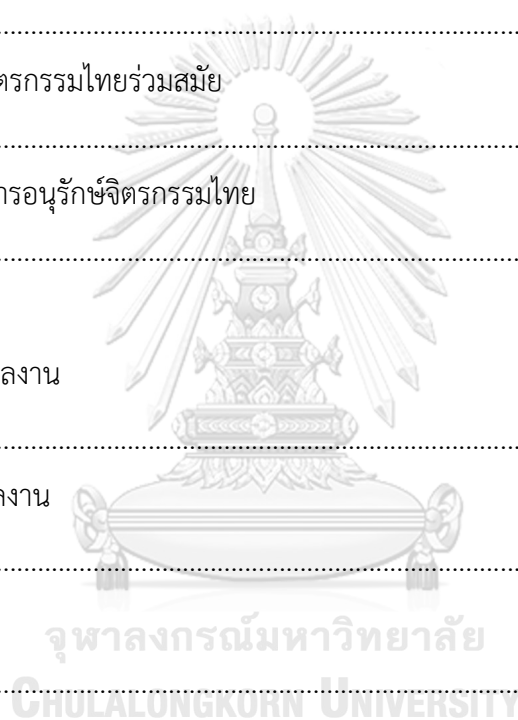 ตรกรรมไทยร่วมสมัย
ารอนุรักษ์จิตรกรรมไทย
ลงาน
ลงาน
จุฬาลงกรณ์มหาวิทยาลัย
CHULALONGKORN UNIVERSITY